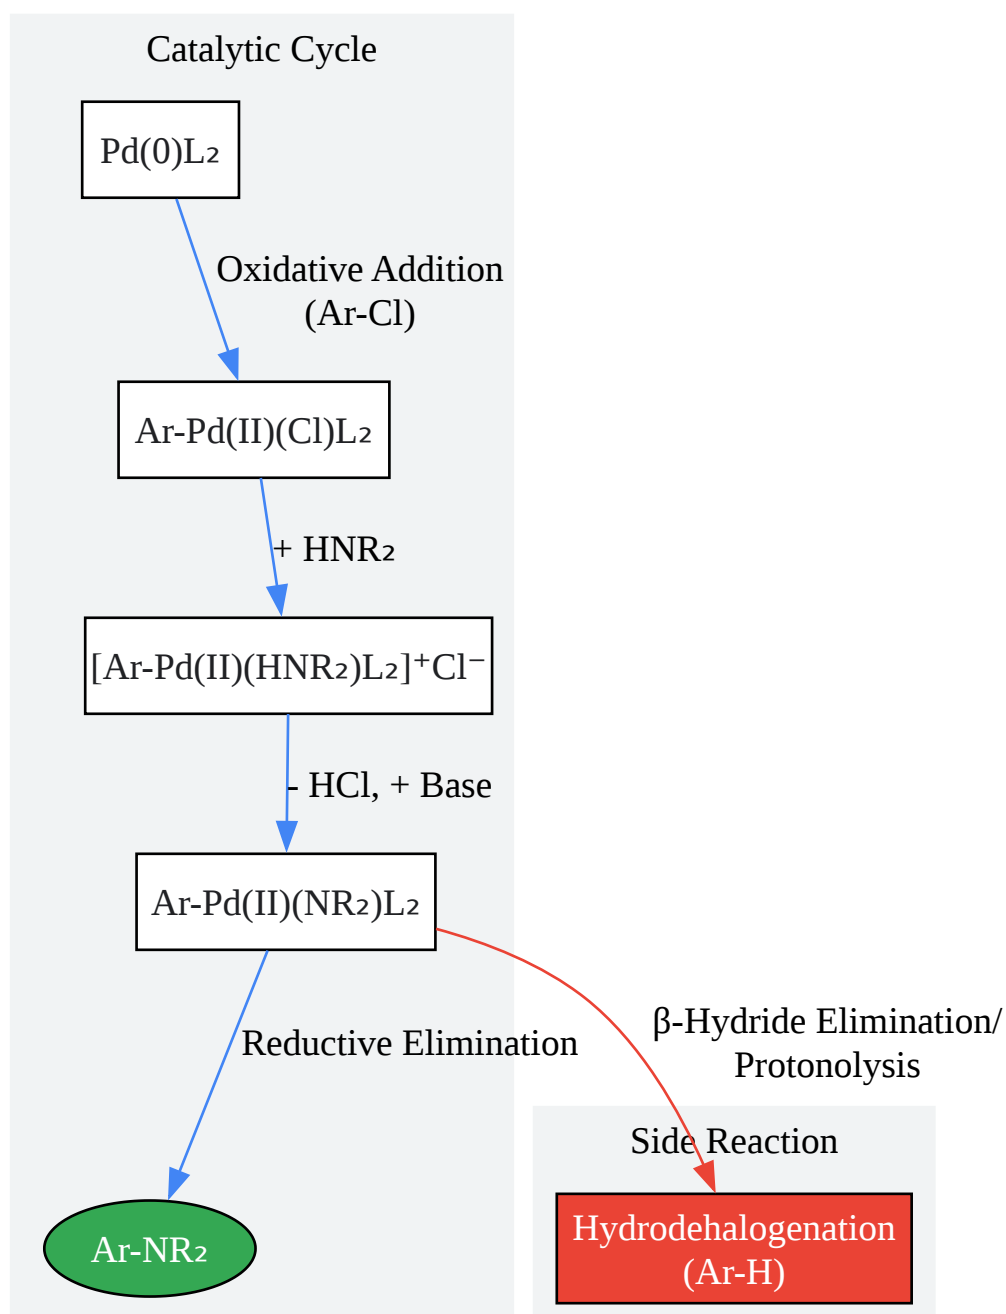 Catalytic Cycle
Pd(0)L₂
Oxidative Addition
(Ar-Cl)
Ar-Pd(II)(Cl)L₂
+ HNR₂
[Ar-Pd(II)(HNR₂)L₂]⁺Cl⁻
- HCl, + Base
Ar-Pd(II)(NR₂)L₂
Reductive Elimination
β-Hydride Elimination/
Protonolysis
Side Reaction
Ar-NR₂
Hydrodehalogenation
(Ar-H)